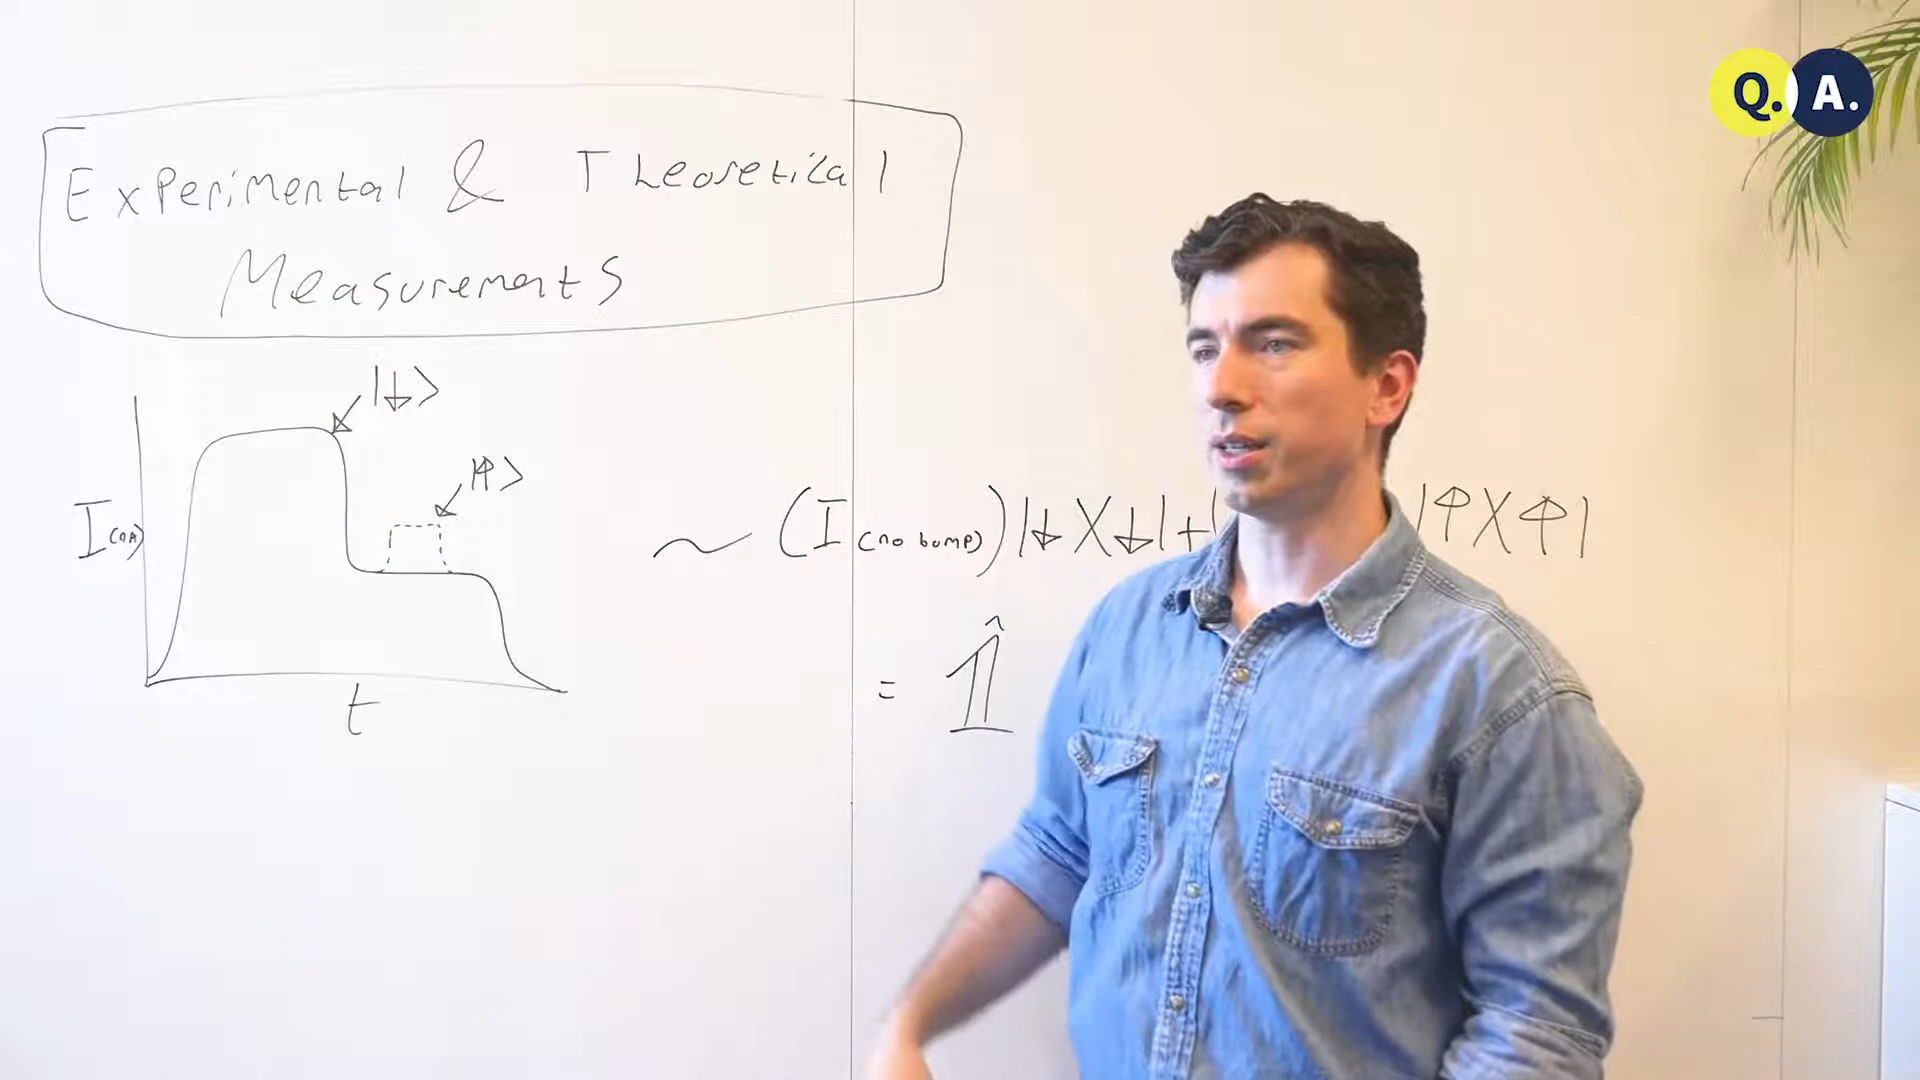 Experimental & Theoretical
Measurements
|↓⟩
|↑⟩
I(nA)
t
~ (I(no bump))|↓X↓|+( |↑X↑|
= 𝟙̂
Q. A.